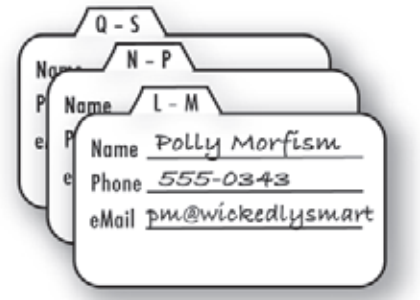 Q - S
Name
P
e
N - P
Name
P
e
L - M
Name Polly Morfism
Phone 555-0343
eMail pm@wickedlysmart